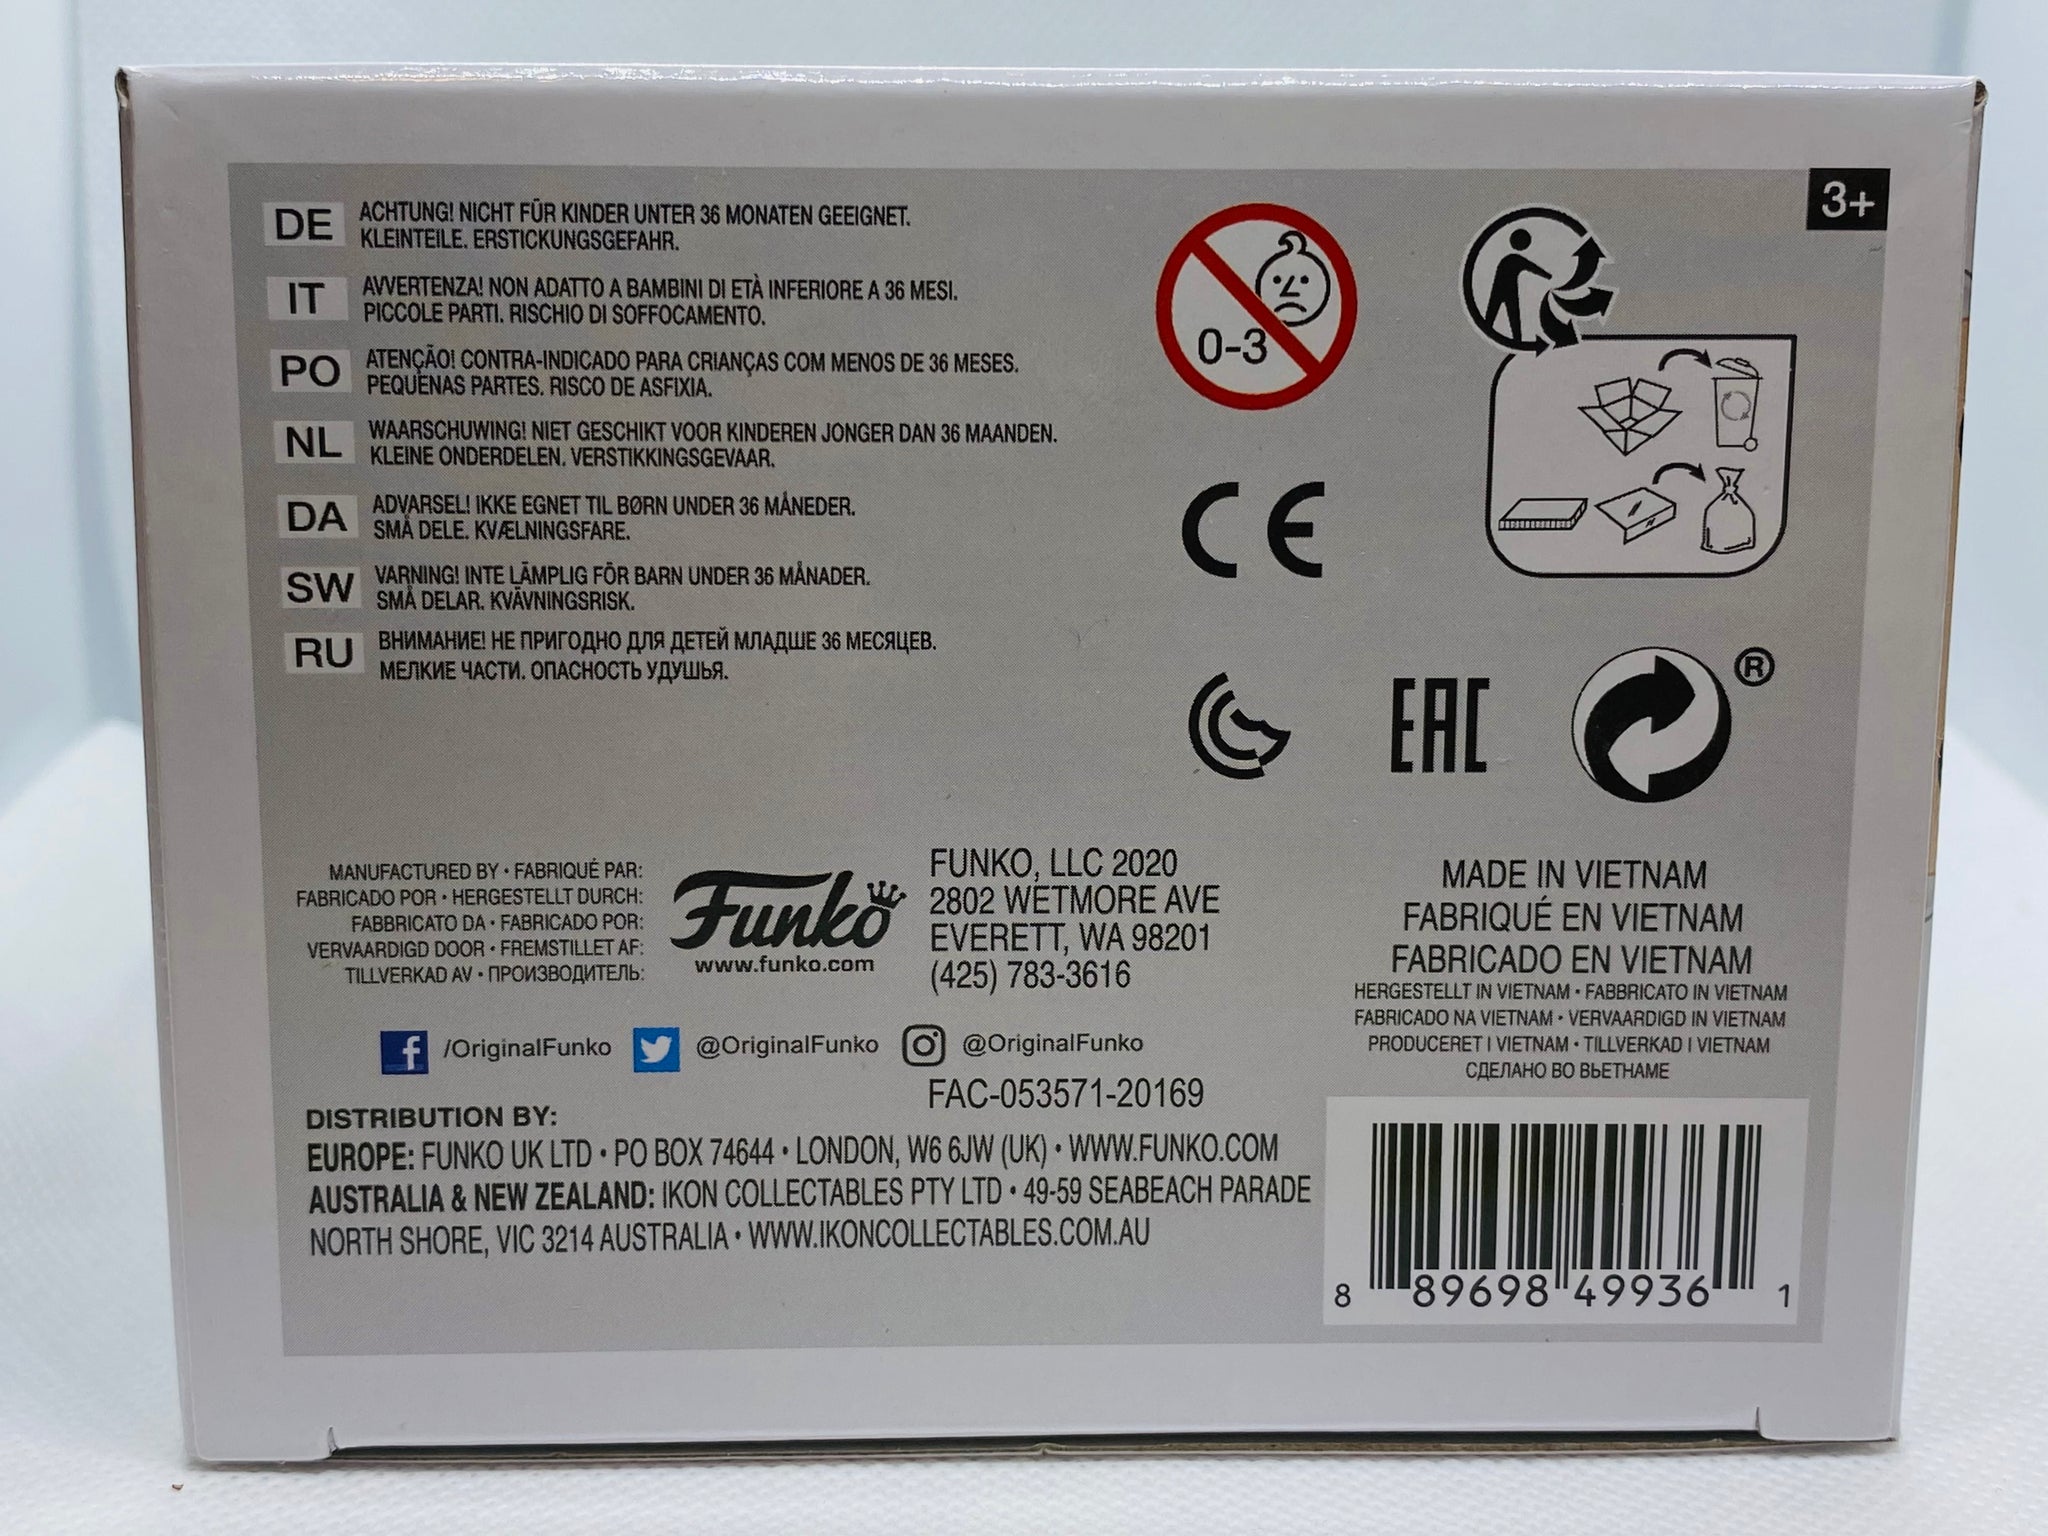 3+
DE ACHTUNG! NICHT FÜR KINDER UNTER 36 MONATEN GEEIGNET.
KLEINTEILE. ERSTICKUNGSGEFAHR.
IT AVVERTENZA! NON ADATTO A BAMBINI DI ETÀ INFERIORE A 36 MESI.
PICCOLE PARTI. RISCHIO DI SOFFOCAMENTO.
PO ATENÇÃO! CONTRA-INDICADO PARA CRIANÇAS COM MENOS DE 36 MESES.
PEQUENAS PARTES. RISCO DE ASFIXIA.
NL WAARSCHUWING! NIET GESCHIKT VOOR KINDEREN JONGER DAN 36 MAANDEN.
KLEINE ONDERDELEN. VERSTIKKINGSGEVAAR.
DA ADVARSEL! IKKE EGNET TIL BØRN UNDER 36 MÅNEDER.
SMÅ DELE. KVÆLNINGSFARE.
SW VARNING! INTE LÄMPLIG FÖR BARN UNDER 36 MÅNADER.
SMÅ DELAR. KVÄVNINGSRISK.
RU ВНИМАНИЕ! НЕ ПРИГОДНО ДЛЯ ДЕТЕЙ МЛАДШЕ 36 МЕСЯЦЕВ.
МЕЛКИЕ ЧАСТИ. ОПАСНОСТЬ УДУШЬЯ.
0-3
CE
EAC
®
MANUFACTURED BY • FABRIQUÉ PAR:
FABRICADO POR • HERGESTELLT DURCH:
FABBRICATO DA • FABRICADO POR:
VERVAARDIGD DOOR • FREMSTILLET AF:
TILLVERKAD AV • ПРОИЗВОДИТЕЛЬ:
Funko
www.funko.com
FUNKO, LLC 2020
2802 WETMORE AVE
EVERETT, WA 98201
(425) 783-3616
MADE IN VIETNAM
FABRIQUÉ EN VIETNAM
FABRICADO EN VIETNAM
HERGESTELLT IN VIETNAM • FABBRICATO IN VIETNAM
FABRICADO NA VIETNAM • VERVAARDIGD IN VIETNAM
PRODUCERET I VIETNAM • TILLVERKAD I VIETNAM
СДЕЛАНО ВО ВЬЕТНАМЕ
f /OriginalFunko @OriginalFunko @OriginalFunko
FAC-053571-20169
DISTRIBUTION BY:
EUROPE: FUNKO UK LTD • PO BOX 74644 • LONDON, W6 6JW (UK) • WWW.FUNKO.COM
AUSTRALIA & NEW ZEALAND: IKON COLLECTABLES PTY LTD • 49-59 SEABEACH PARADE
NORTH SHORE, VIC 3214 AUSTRALIA • WWW.IKONCOLLECTABLES.COM.AU
8 89698 49936 1